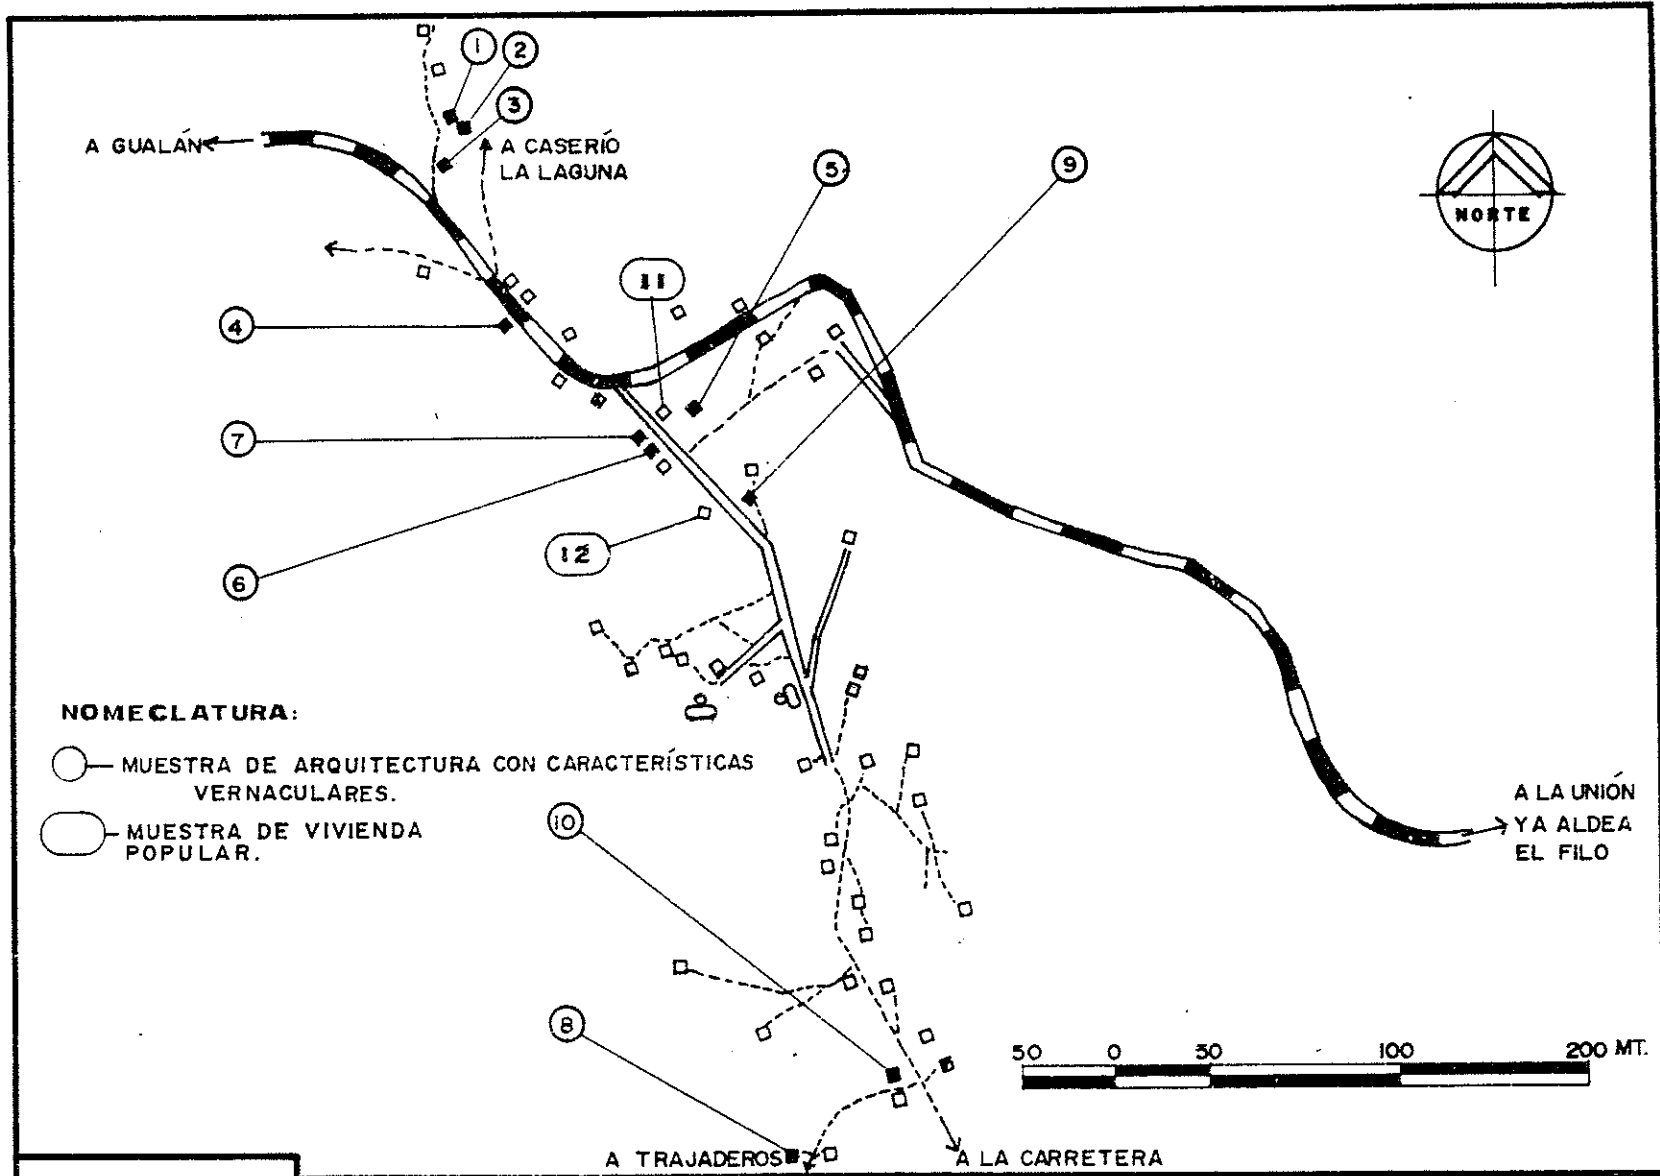 1
2
3
A GUALÁN
A CASERÍO
LA LAGUNA
5
9
NORTE
11
4
7
12
6
NOMECLATURA:
MUESTRA DE ARQUITECTURA CON CARACTERÍSTICAS
VERNACULARES.
MUESTRA DE VIVIENDA
POPULAR.
10
A LA UNIÓN
Y A ALDEA
EL FILO
8
50 0 50 100 200 MT.
A TRAJADEROS
A LA CARRETERA